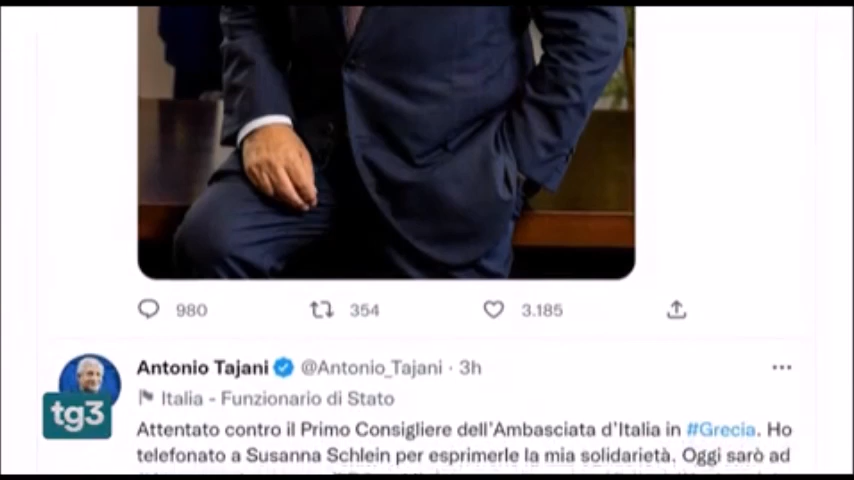 980 354 3.185
Antonio Tajani @Antonio_Tajani · 3h
Italia - Funzionario di Stato
tg3
Attentato contro il Primo Consigliere dell'Ambasciata d'Italia in #Grecia. Ho
telefonato a Susanna Schlein per esprimerle la mia solidarietà. Oggi sarò ad